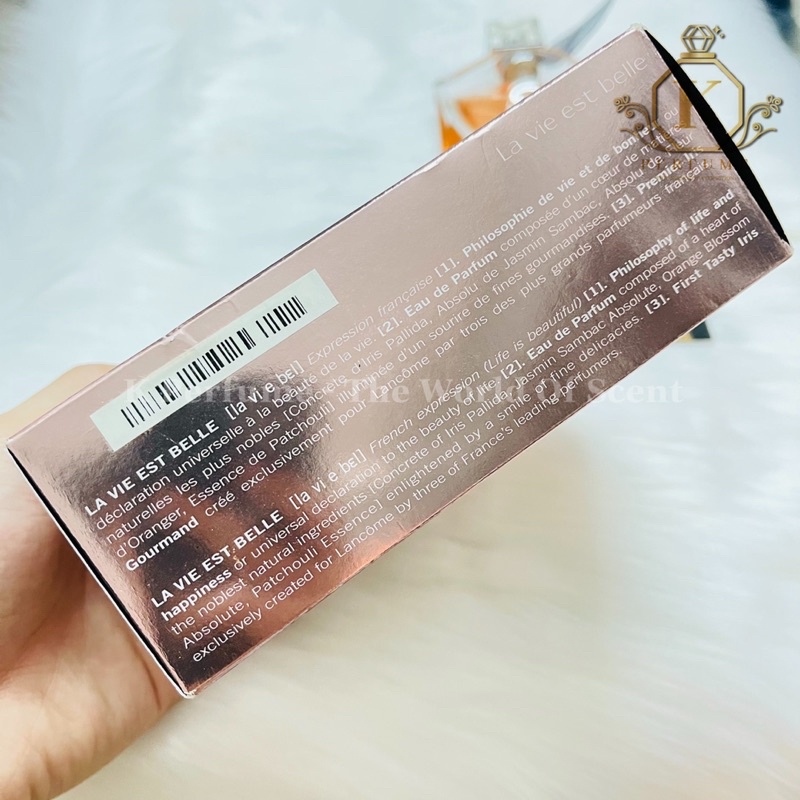 La vie est belle
K
PERFUME
LA VIE EST BELLE [la vi e bɛl] Expression française [1]. Philosophie de vie et de bonheur ou
déclaration universelle à la beauté de la vie. [2]. Eau de Parfum composée d'un cœur de matières
naturelles les plus nobles [Concrète d'Iris Pallida, Absolu de Jasmin Sambac, Absolu de Fleur
d'Oranger, Essence de Patchouli] illuminée d'un sourire de fines gourmandises. [3]. Premier
Gourmand créé exclusivement pour Lancôme par trois des plus grands parfumeurs français.
LA VIE EST BELLE [la vi e bɛl] French expression (Life is beautiful) [1]. Philosophy of life and
happiness or universal declaration to the beauty of life. [2]. Eau de Parfum composed of a heart of
the noblest natural ingredients [Concrete of Iris Pallida, Jasmin Sambac Absolute, Orange Blossom
Absolute, Patchouli Essence] enlightened by a smile of fine delicacies. [3]. First Tasty Iris
exclusively created for Lancôme by three of France's leading perfumers.
K Perfume - The World Of Scent